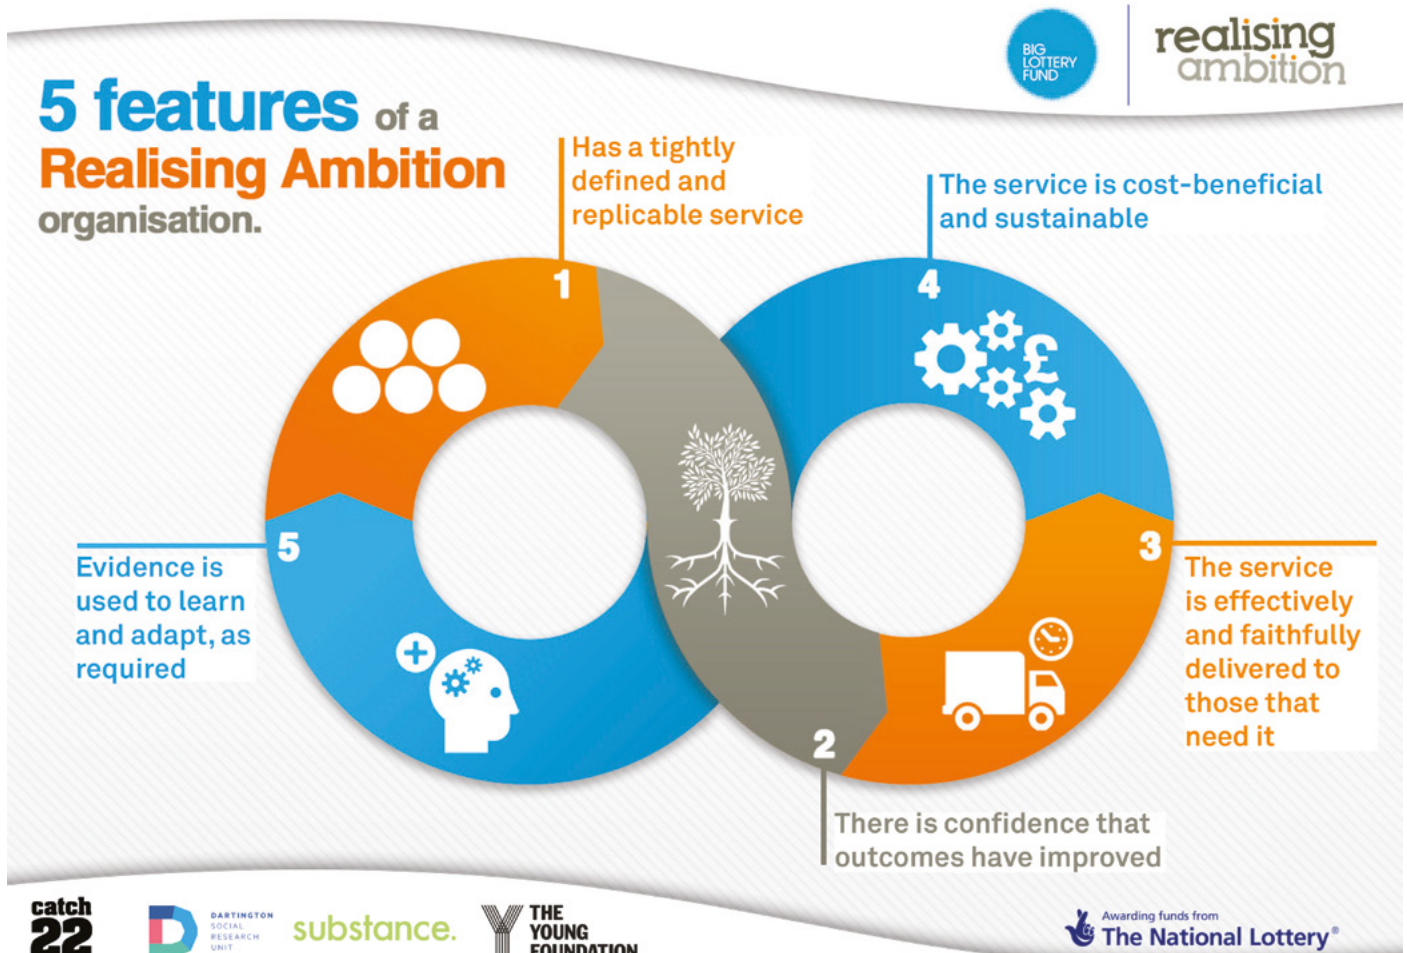 BIG
LOTTERY
FUND
realising
ambition
5 features of a
Realising Ambition
organisation.
1
Has a tightly
defined and
replicable service
4
The service is cost-beneficial
and sustainable
£
5
Evidence is
used to learn
and adapt, as
required
3
The service
is effectively
and faithfully
delivered to
those that
need it
2
There is confidence that
outcomes have improved
catch
22
DARTINGTON
SOCIAL
RESEARCH
UNIT
substance.
THE
YOUNG
FOUNDATION
Awarding funds from
The National Lottery®